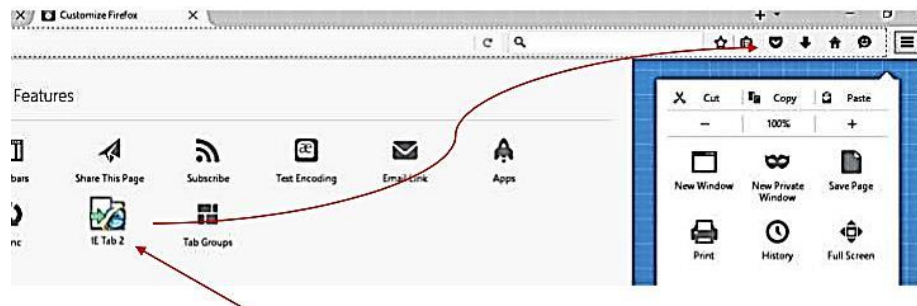 Customize Firefox
Features
Cut Copy Paste
100%
bars Share This Page Subscribe Text Encoding Email Link Apps
New Window New Private Window Save Page
nc IE Tab 2 Tab Groups
Print History Full Screen